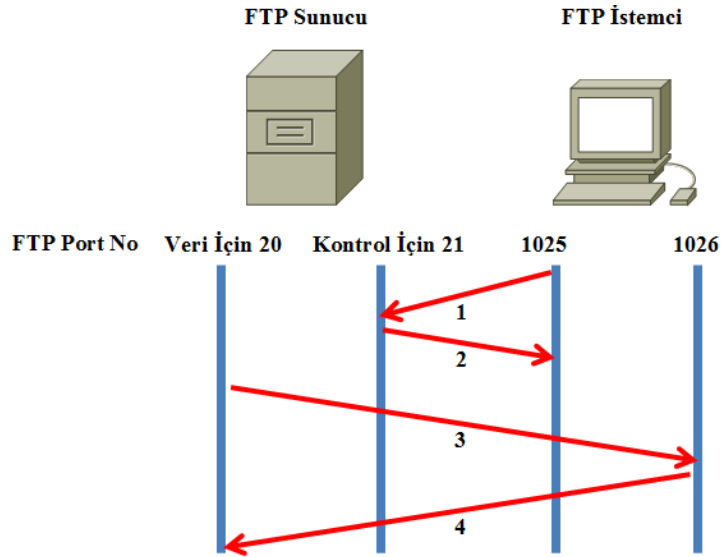 FTP Sunucu FTP İstemci
FTP Port No Veri İçin 20 Kontrol İçin 21 1025 1026
1
2
3
4